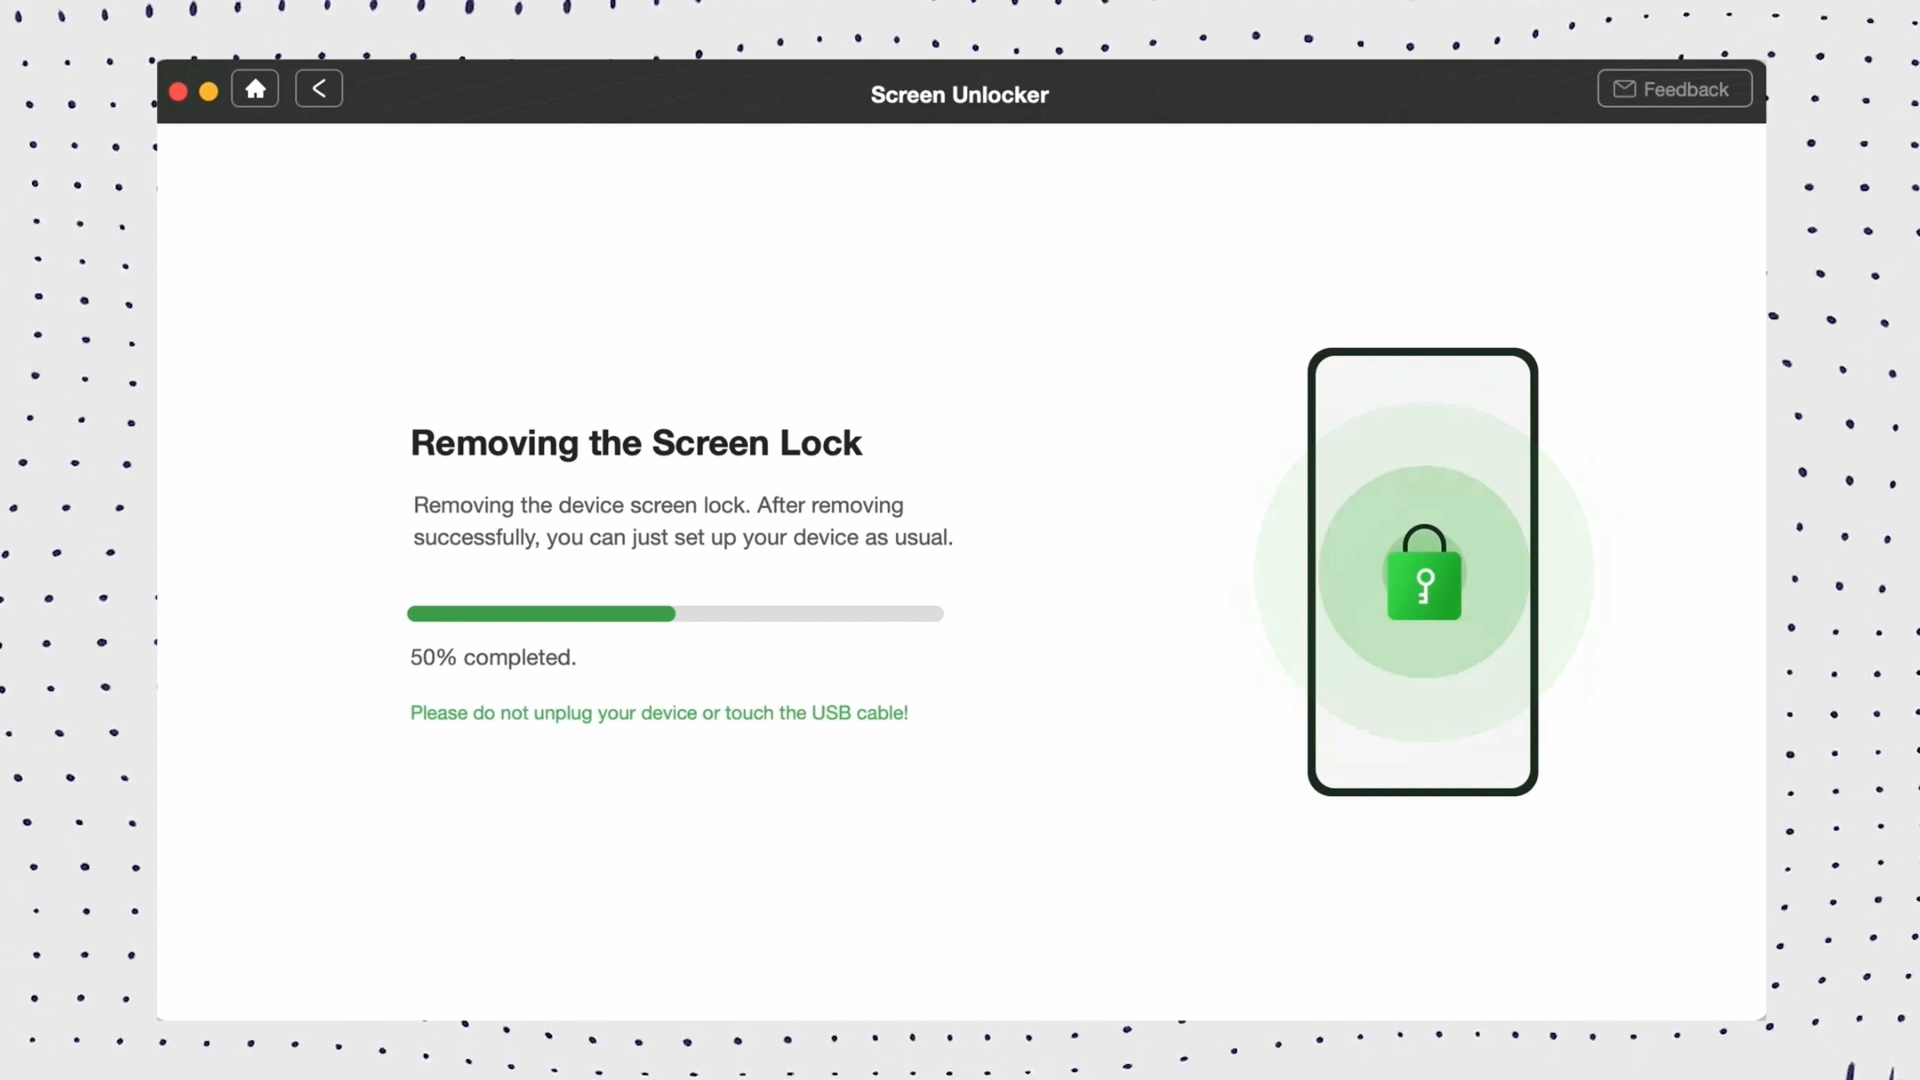 Screen Unlocker
Feedback
Removing the Screen Lock
Removing the device screen lock. After removing
successfully, you can just set up your device as usual.
50% completed.
Please do not unplug your device or touch the USB cable!